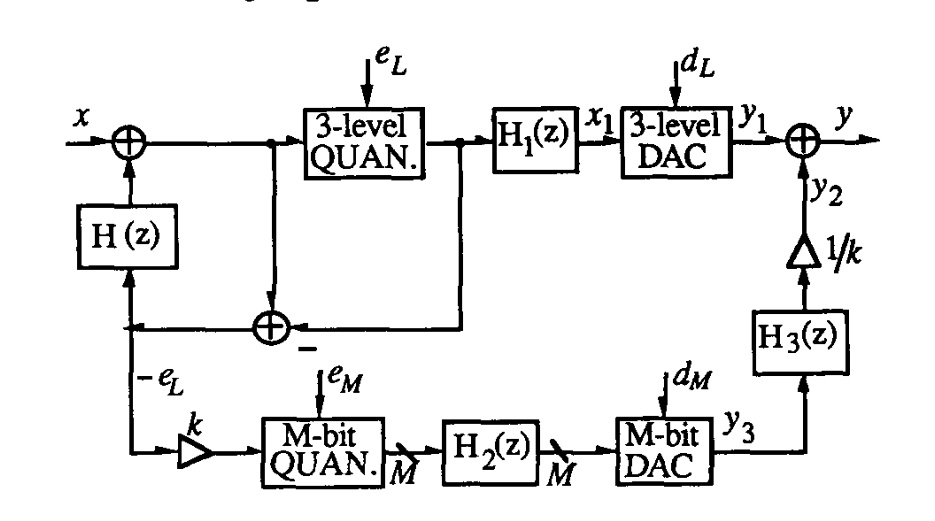 e_L
d_L
x
3-level
QUAN.
H_1(z)
x_1
3-level
DAC
y_1
y
y_2
H (z)
1/k
H_3(z)
−
−e_L
k
e_M
M-bit
QUAN.
M
H_2(z)
M
d_M
M-bit
DAC
y_3